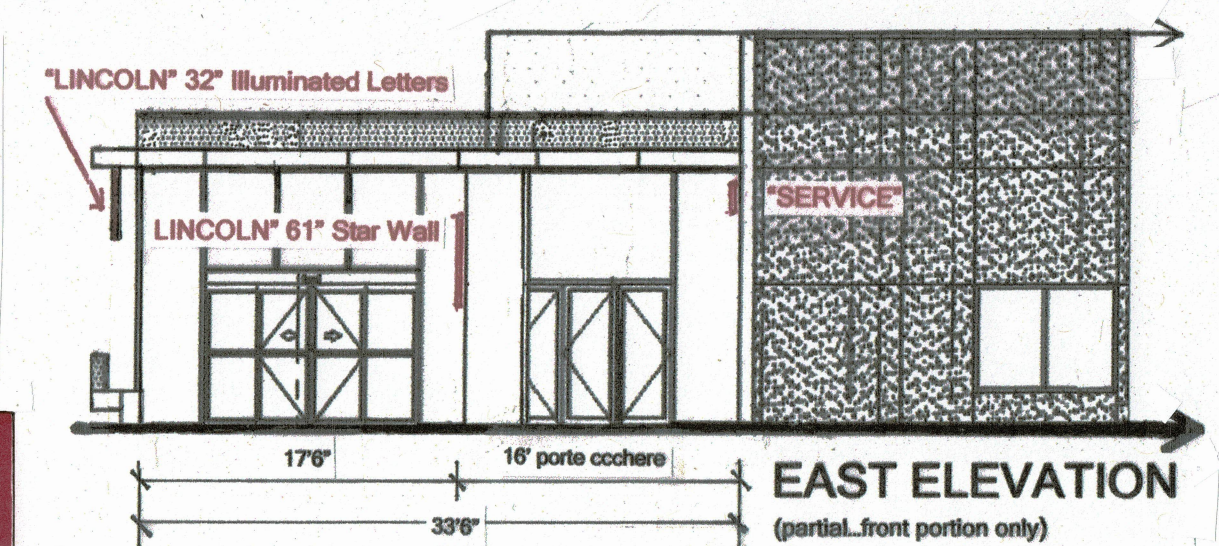 “LINCOLN” 32” Illuminated Letters
“SERVICE”
LINCOLN” 61” Star Wall
17'6”
16' porte ccchere
33'6”
EAST ELEVATION
(partial...front portion only)